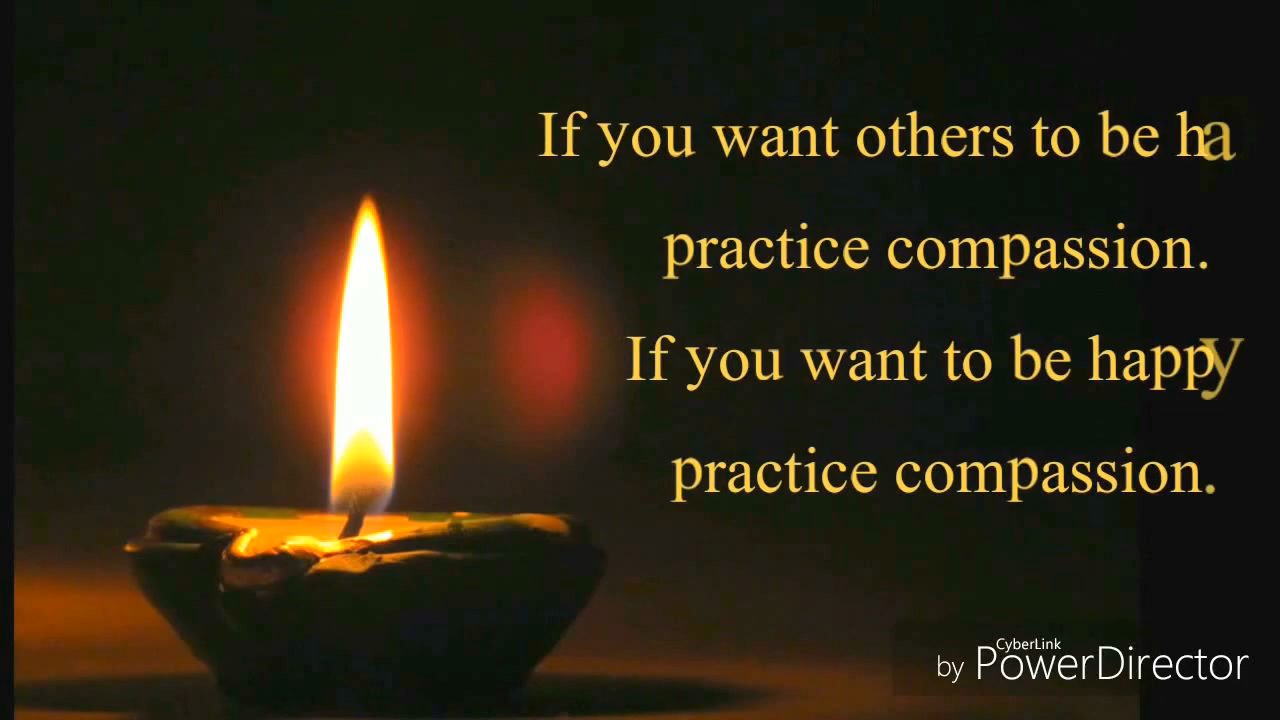 If you want others to be ha
practice compassion.
If you want to be happy
practice compassion.
CyberLink
by PowerDirector